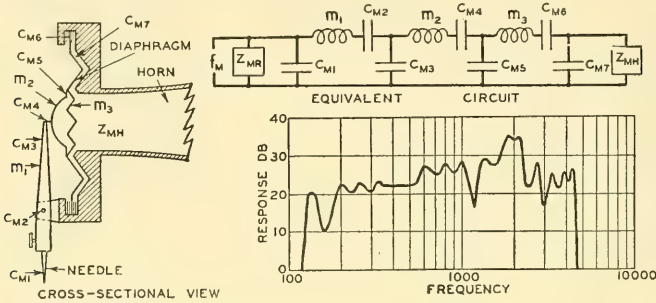 CM6
CM7
CM5
DIAPHRAGM
m2
HORN
CM4
m3
CM3
ZMH
m1
CM2
CM1
NEEDLE
CROSS-SECTIONAL VIEW
m1
CM2
m2
CM4
m3
CM6
fM
ZMR
CM1
CM3
CM5
CM7
ZMH
EQUIVALENT CIRCUIT
RESPONSE DB
40
30
20
10
0
100
1000
10000
FREQUENCY